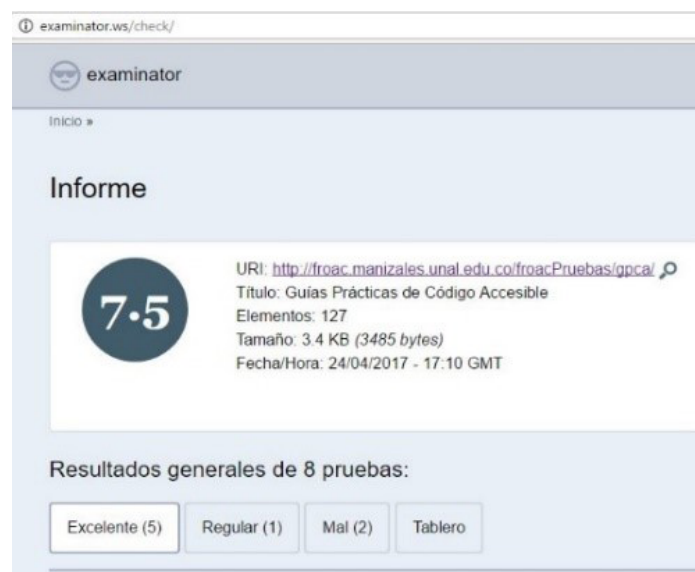 examinator.ws/check/
examinator
Inicio »
Informe
7.5
URI: http://froac.manizales.unal.edu.co/froacPruebas/gpca/
Título: Guías Prácticas de Código Accesible
Elementos: 127
Tamaño: 3.4 KB (3485 bytes)
Fecha/Hora: 24/04/2017 - 17:10 GMT
Resultados generales de 8 pruebas:
Excelente (5) Regular (1) Mal (2) Tablero